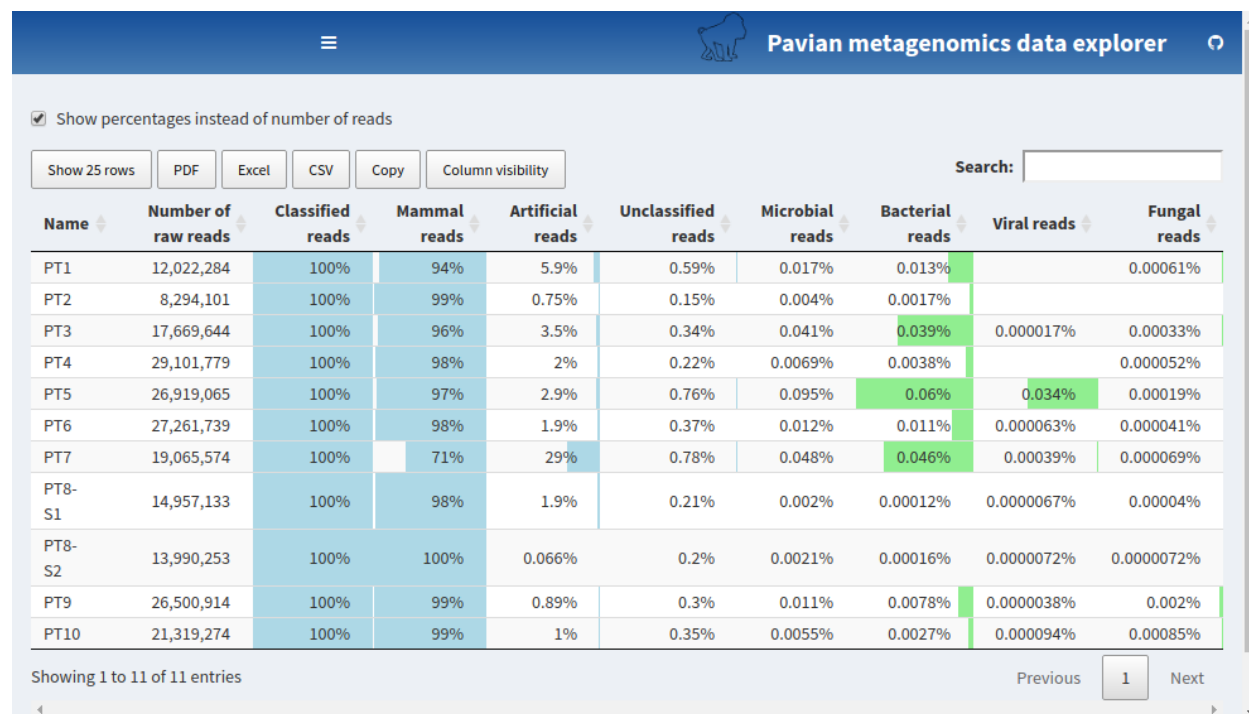 Pavian metagenomics data explorer
Show percentages instead of number of reads
Show 25 rows PDF Excel CSV Copy Column visibility Search:
Name Number of raw reads Classified reads Mammal reads Artificial reads Unclassified reads Microbial reads Bacterial reads Viral reads Fungal reads
PT1 12,022,284 100% 94% 5.9% 0.59% 0.017% 0.013% 0.00061%
PT2 8,294,101 100% 99% 0.75% 0.15% 0.004% 0.0017%
PT3 17,669,644 100% 96% 3.5% 0.34% 0.041% 0.039% 0.000017% 0.00033%
PT4 29,101,779 100% 98% 2% 0.22% 0.0069% 0.0038% 0.000052%
PT5 26,919,065 100% 97% 2.9% 0.76% 0.095% 0.06% 0.034% 0.00019%
PT6 27,261,739 100% 98% 1.9% 0.37% 0.012% 0.011% 0.000063% 0.000041%
PT7 19,065,574 100% 71% 29% 0.78% 0.048% 0.046% 0.00039% 0.000069%
PT8-S1 14,957,133 100% 98% 1.9% 0.21% 0.002% 0.00012% 0.0000067% 0.00004%
PT8-S2 13,990,253 100% 100% 0.066% 0.2% 0.0021% 0.00016% 0.0000072% 0.0000072%
PT9 26,500,914 100% 99% 0.89% 0.3% 0.011% 0.0078% 0.0000038% 0.002%
PT10 21,319,274 100% 99% 1% 0.35% 0.0055% 0.0027% 0.000094% 0.00085%
Showing 1 to 11 of 11 entries Previous 1 Next